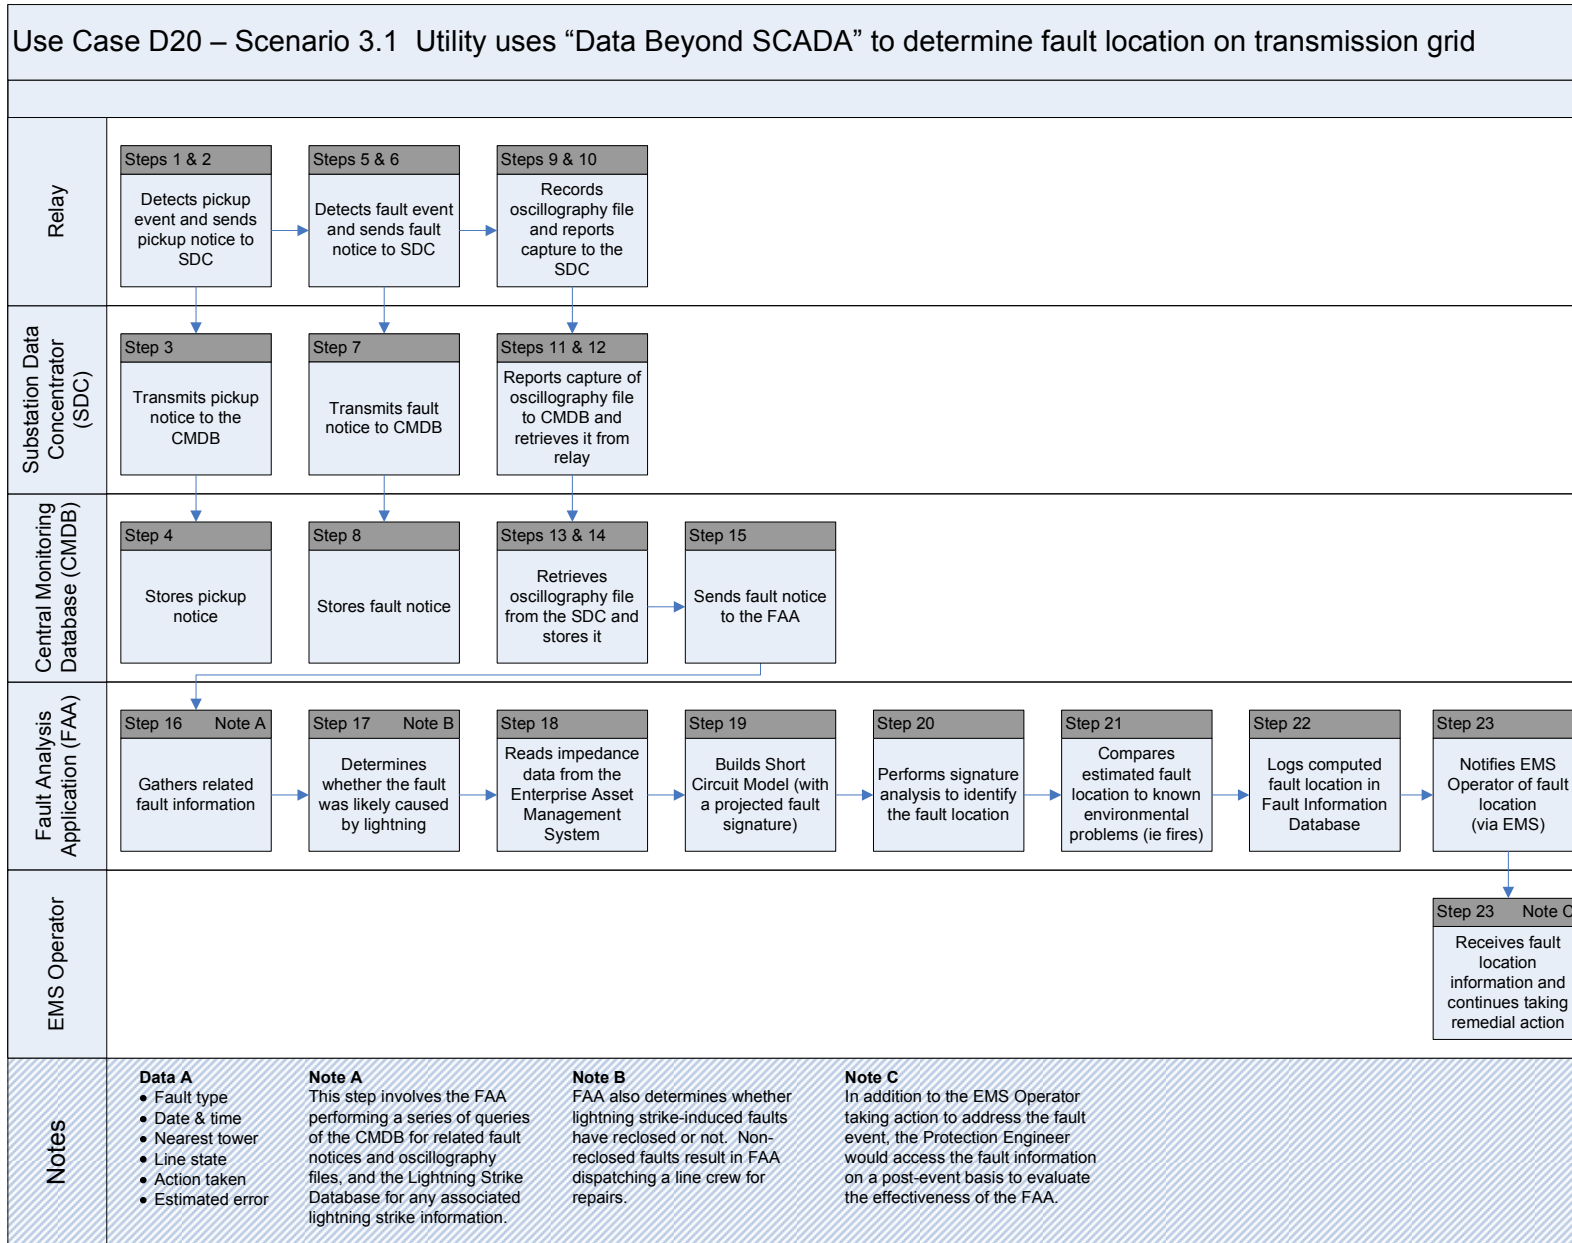 Use Case D20 – Scenario 3.1  Utility uses “Data Beyond SCADA” to determine fault location on transmission grid
Relay
Steps 1 & 2
Detects pickup
event and sends
pickup notice to
SDC
Steps 5 & 6
Detects fault event
and sends fault
notice to SDC
Steps 9 & 10
Records
oscillography file
and reports
capture to the
SDC
Substation Data
Concentrator
(SDC)
Step 3
Transmits pickup
notice to the
CMDB
Step 7
Transmits fault
notice to CMDB
Steps 11 & 12
Reports capture of
oscillography file
to CMDB and
retrieves it from
relay
Central Monitoring
Database (CMDB)
Step 4
Stores pickup
notice
Step 8
Stores fault notice
Steps 13 & 14
Retrieves
oscillography file
from the SDC and
stores it
Step 15
Sends fault notice
to the FAA
Fault Analysis
Application (FAA)
Step 16 Note A
Gathers related
fault information
Step 17 Note B
Determines
whether the fault
was likely caused
by lightning
Step 18
Reads impedance
data from the
Enterprise Asset
Management
System
Step 19
Builds Short
Circuit Model (with
a projected fault
signature)
Step 20
Performs signature
analysis to identify
the fault location
Step 21
Compares
estimated fault
location to known
environmental
problems (ie fires)
Step 22
Logs computed
fault location in
Fault Information
Database
Step 23
Notifies EMS
Operator of fault
location
(via EMS)
EMS Operator
Step 23 Note C
Receives fault
location
information and
continues taking
remedial action
Notes
Data A
• Fault type
• Date & time
• Nearest tower
• Line state
• Action taken
• Estimated error
Note A
This step involves the FAA
performing a series of queries
of the CMDB for related fault
notices and oscillography
files, and the Lightning Strike
Database for any associated
lightning strike information.
Note B
FAA also determines whether
lightning strike-induced faults
have reclosed or not.  Non-
reclosed faults result in FAA
dispatching a line crew for
repairs.
Note C
In addition to the EMS Operator
taking action to address the fault
event, the Protection Engineer
would access the fault information
on a post-event basis to evaluate
the effectiveness of the FAA.